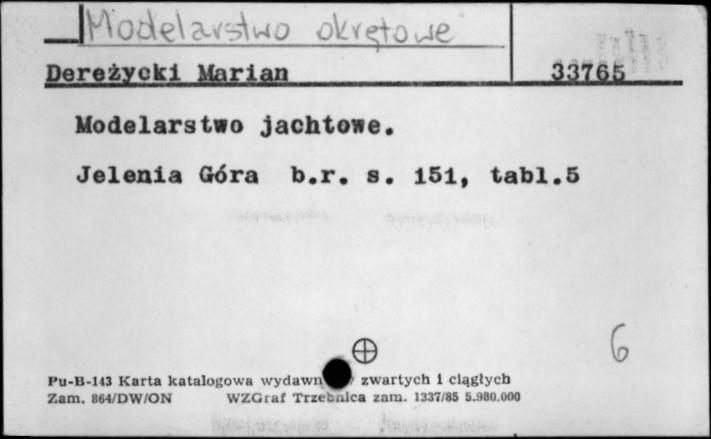 Modelarstwo okrętowe
Dereżycki Marian 33765
Modelarstwo jachtowe.
Jelenia Góra b.r. s. 151, tabl.5
6
Pu-B-143 Karta katalogowa wydawn zwartych i ciągłych
Zam. 864/DW/ON WZGraf Trzebnica zam. 1337/85 5.980.000